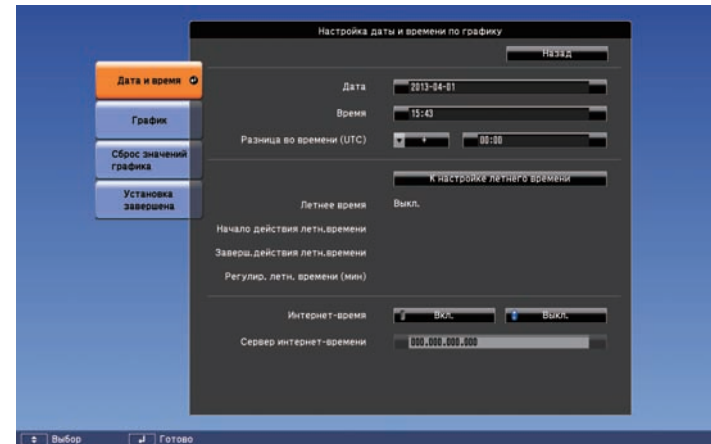 Настройка даты и времени по графику
Назад
Дата и время
График
Сброс значений
графика
Установка
завершена
Дата 2013-04-01
Время 15:43
Разница во времени (UTC) + 00:00
К настройке летнего времени
Летнее время Выкл.
Начало действия летн.времени
Заверш.действия летн.времени
Регулир. летн. времени (мин)
Интернет-время Вкл. Выкл.
Сервер интернет-времени 000.000.000.000
Выбор Готово